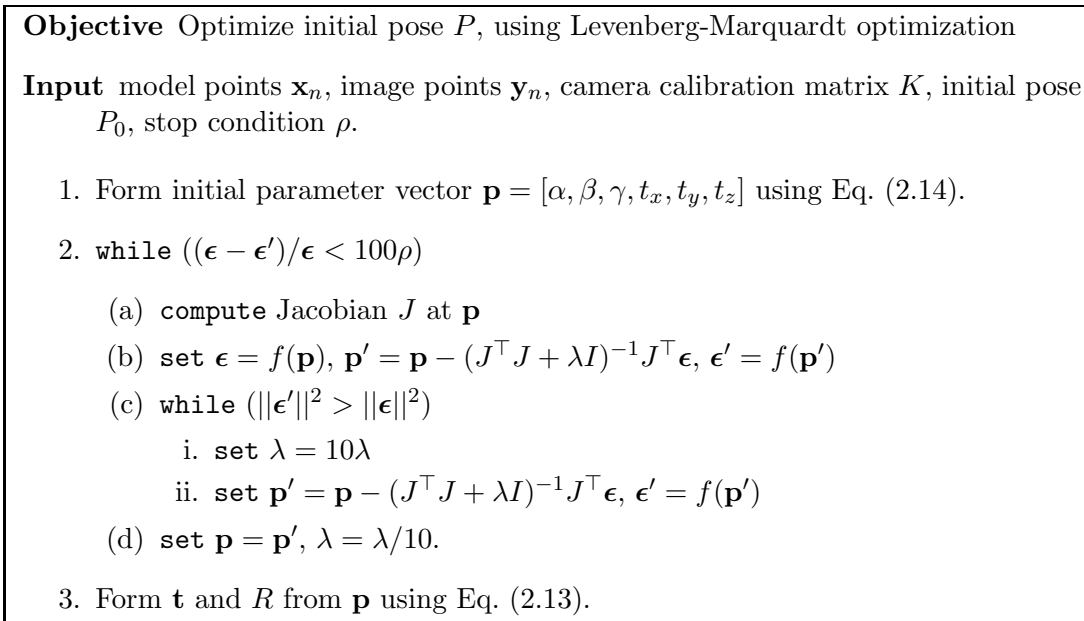 Objective Optimize initial pose P, using Levenberg-Marquardt optimization
Input model points xₙ, image points yₙ, camera calibration matrix K, initial pose
P₀, stop condition ρ.
1. Form initial parameter vector p = [α, β, γ, tₓ, t_y, t_z] using Eq. (2.14).
2. while ((ϵ − ϵ′)/ϵ < 100ρ)
(a) compute Jacobian J at p
(b) set ϵ = f(p), p′ = p − (J⊤J + λI)⁻¹J⊤ϵ, ϵ′ = f(p′)
(c) while (||ϵ′||² > ||ϵ||²)
i. set λ = 10λ
ii. set p′ = p − (J⊤J + λI)⁻¹J⊤ϵ, ϵ′ = f(p′)
(d) set p = p′, λ = λ/10.
3. Form t and R from p using Eq. (2.13).